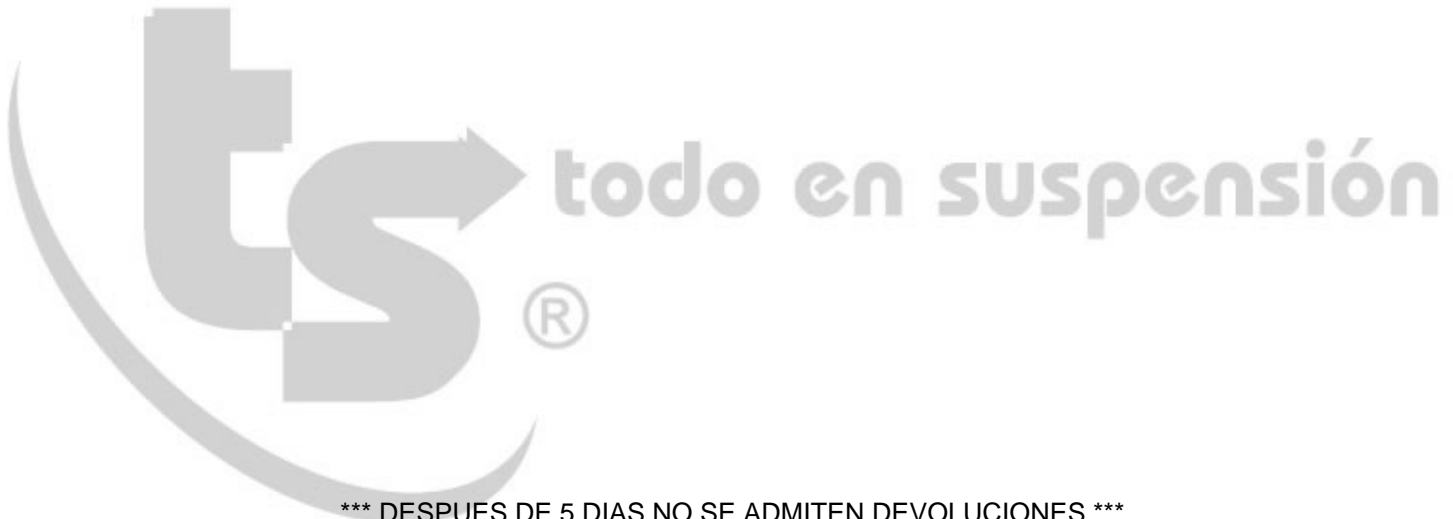 ts
todo en suspensión
®
*** DESPUES DE 5 DIAS NO SE ADMITEN DEVOLUCIONES ***